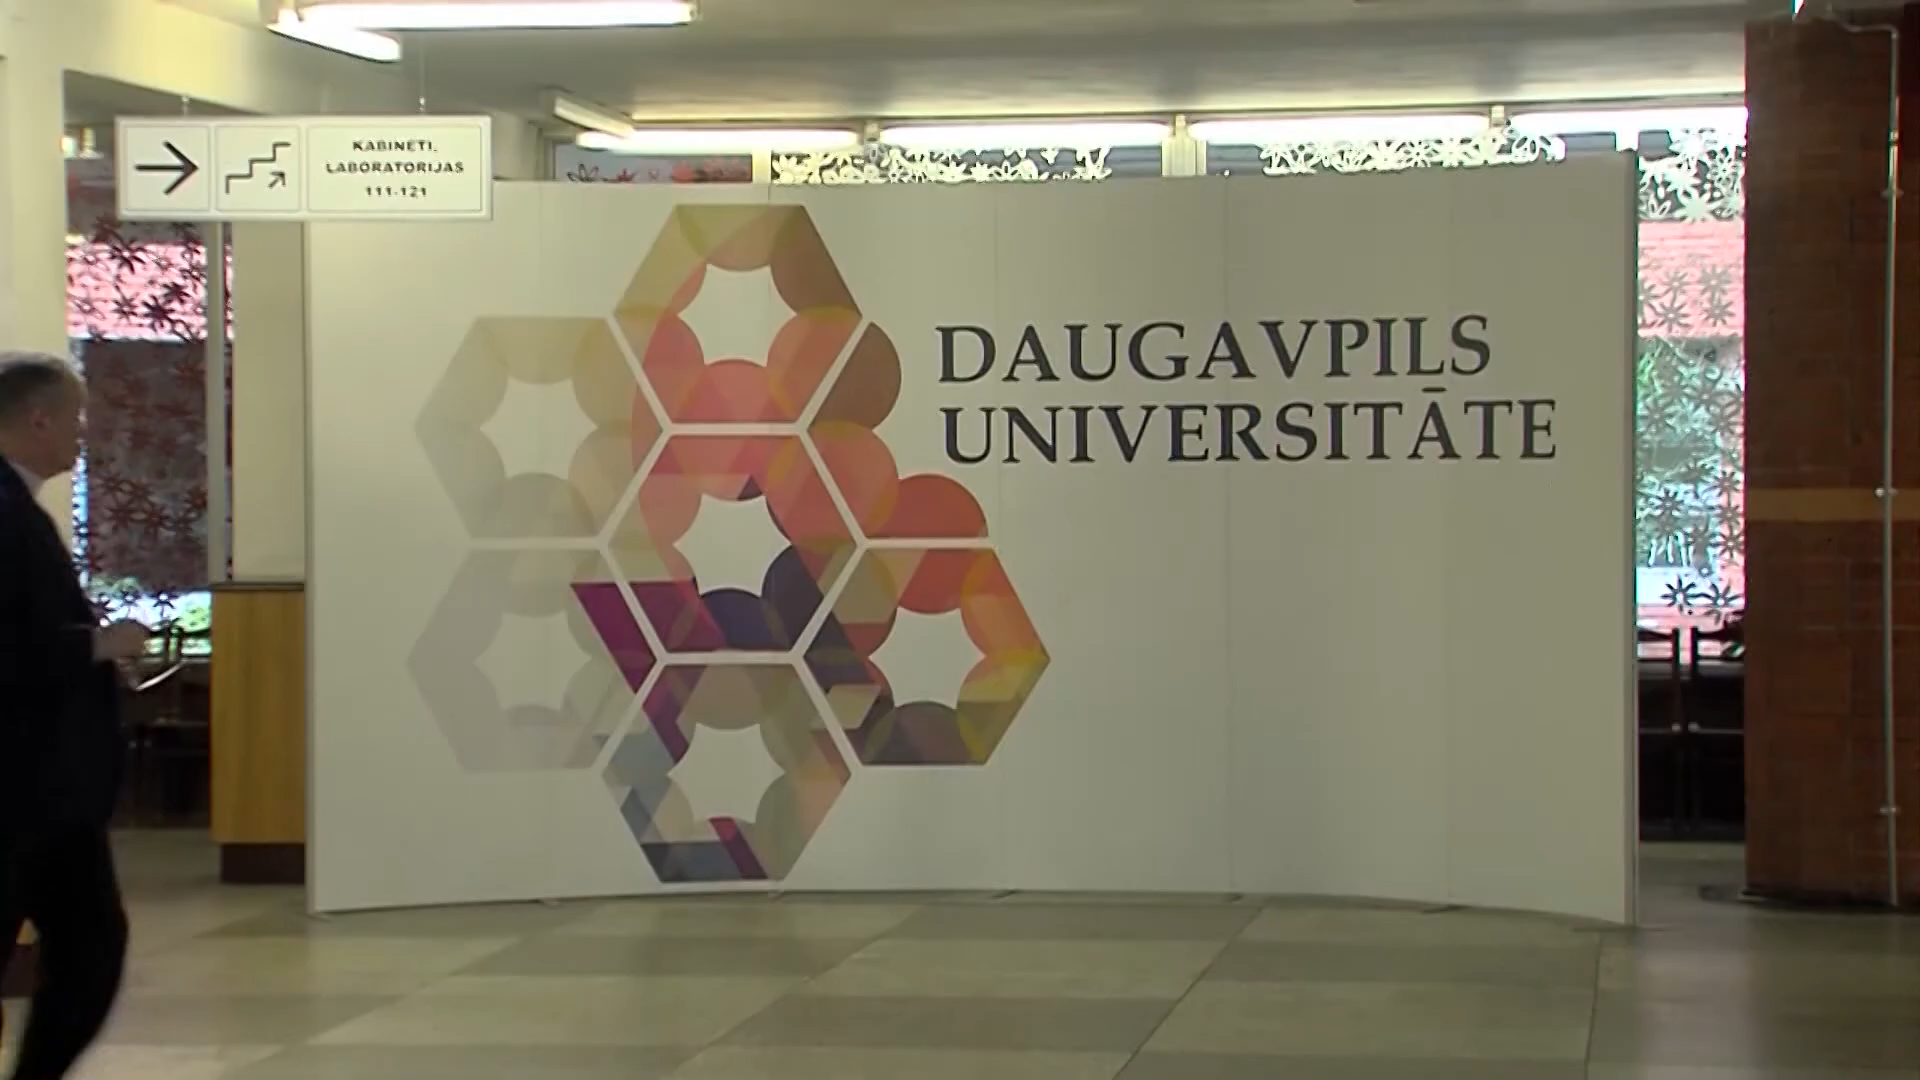 KABINETI,
LABORATORIJAS
111-121
DAUGAVPILS
UNIVERSITĀTE